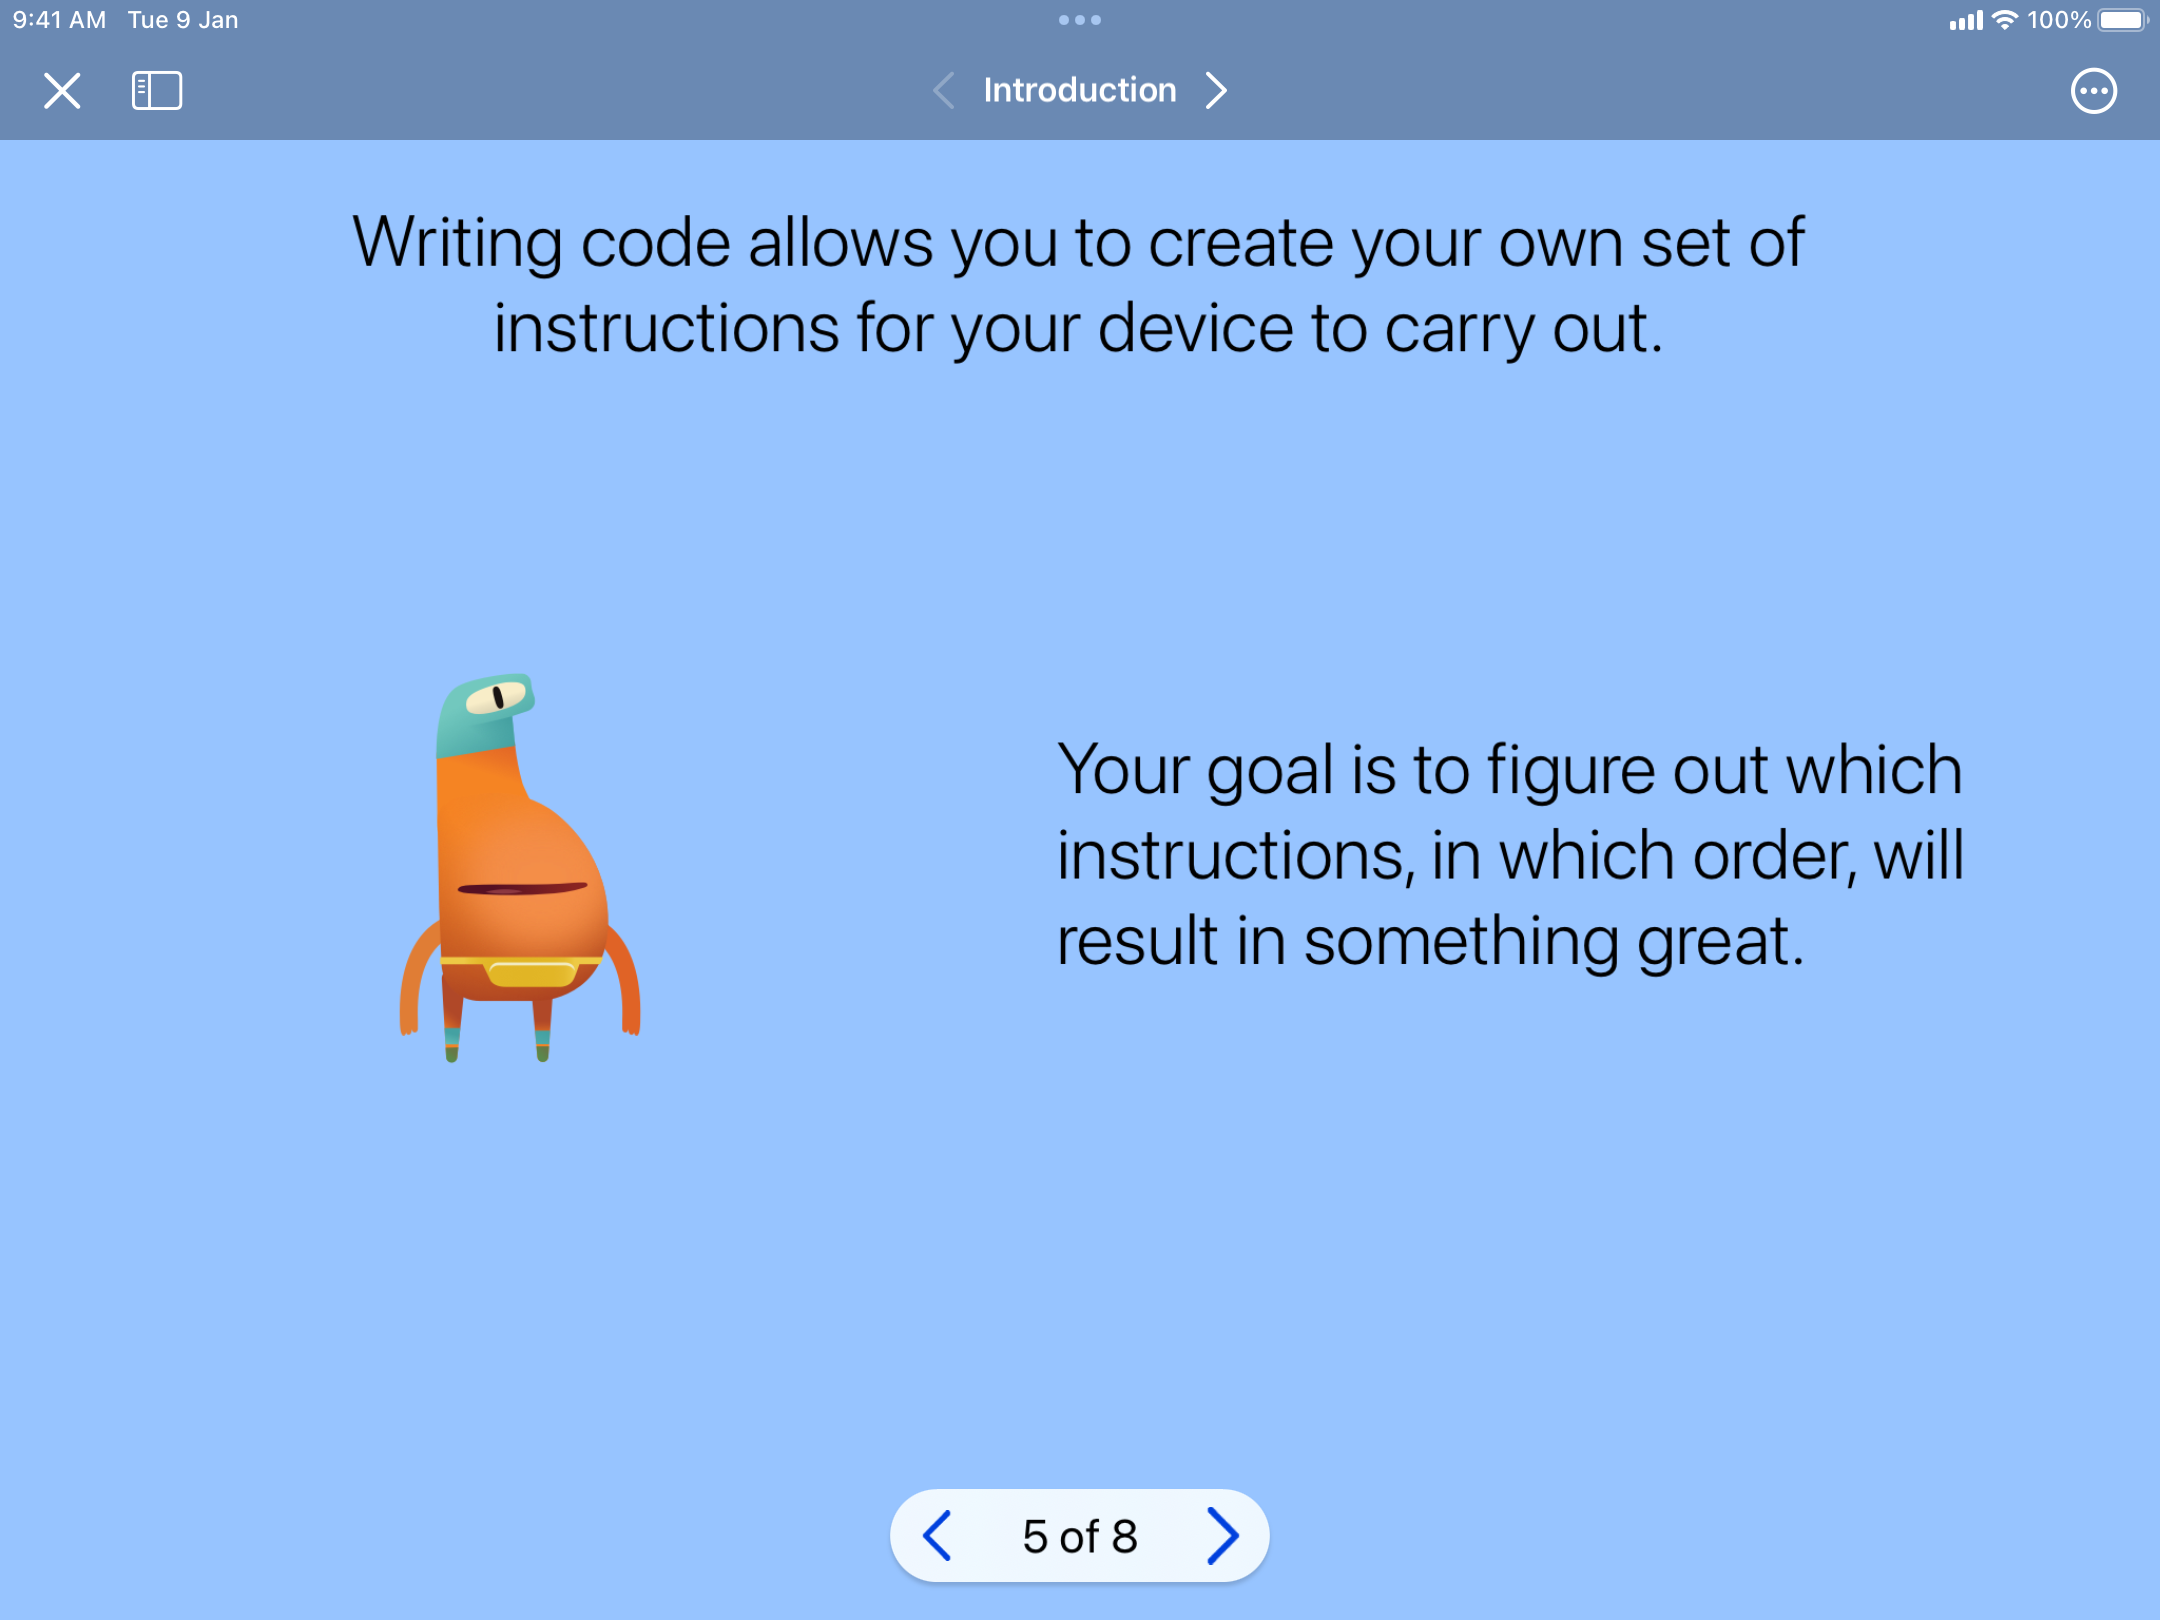 9:41 AM Tue 9 Jan
100%
Introduction
Writing code allows you to create your own set of
instructions for your device to carry out.
Your goal is to figure out which
instructions, in which order, will
result in something great.
5 of 8